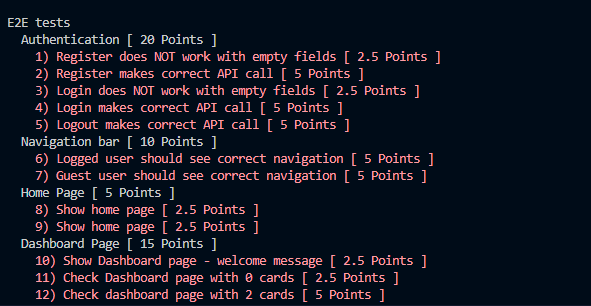 E2E tests
Authentication [ 20 Points ]
1) Register does NOT work with empty fields [ 2.5 Points ]
2) Register makes correct API call [ 5 Points ]
3) Login does NOT work with empty fields [ 2.5 Points ]
4) Login makes correct API call [ 5 Points ]
5) Logout makes correct API call [ 5 Points ]
Navigation bar [ 10 Points ]
6) Logged user should see correct navigation [ 5 Points ]
7) Guest user should see correct navigation [ 5 Points ]
Home Page [ 5 Points ]
8) Show home page [ 2.5 Points ]
9) Show home page [ 2.5 Points ]
Dashboard Page [ 15 Points ]
10) Show Dashboard page - welcome message [ 2.5 Points ]
11) Check Dashboard page with 0 cards [ 2.5 Points ]
12) Check dashboard page with 2 cards [ 5 Points ]